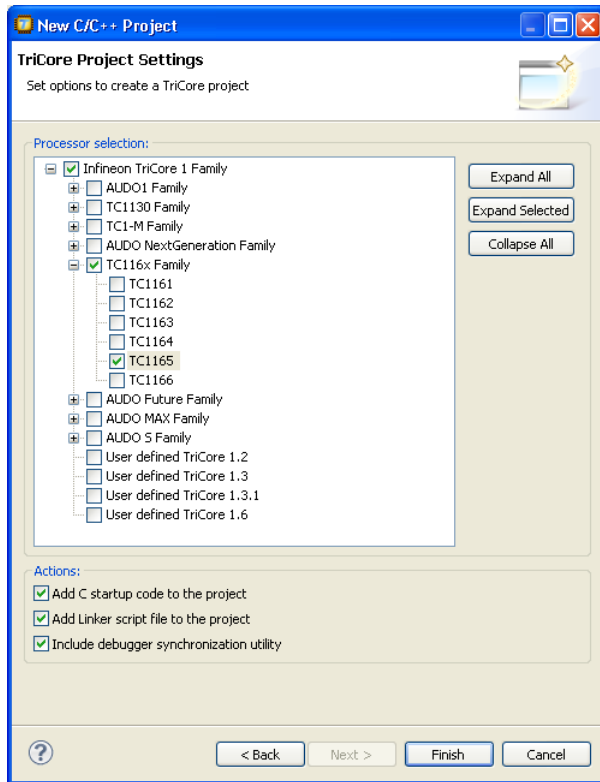 New C/C++ Project
TriCore Project Settings
Set options to create a TriCore project
Processor selection:
Infineon TriCore 1 Family
AUDO1 Family
TC1130 Family
TC1-M Family
AUDO NextGeneration Family
TC116x Family
TC1161
TC1162
TC1163
TC1164
TC1165
TC1166
AUDO Future Family
AUDO MAX Family
AUDO S Family
User defined TriCore 1.2
User defined TriCore 1.3
User defined TriCore 1.3.1
User defined TriCore 1.6
Expand All
Expand Selected
Collapse All
Actions:
Add C startup code to the project
Add Linker script file to the project
Include debugger synchronization utility
? < Back Next > Finish Cancel